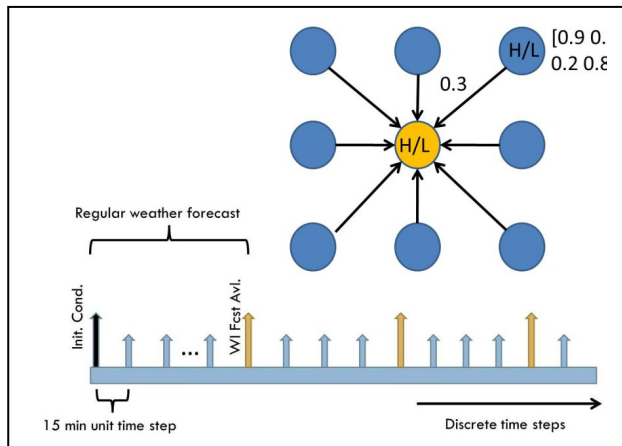 H/L
[0.9 0.
0.2 0.8
0.3
H/L
Regular weather forecast
Init. Cond.
WI Fcst Avl.
...
15 min unit time step
Discrete time steps